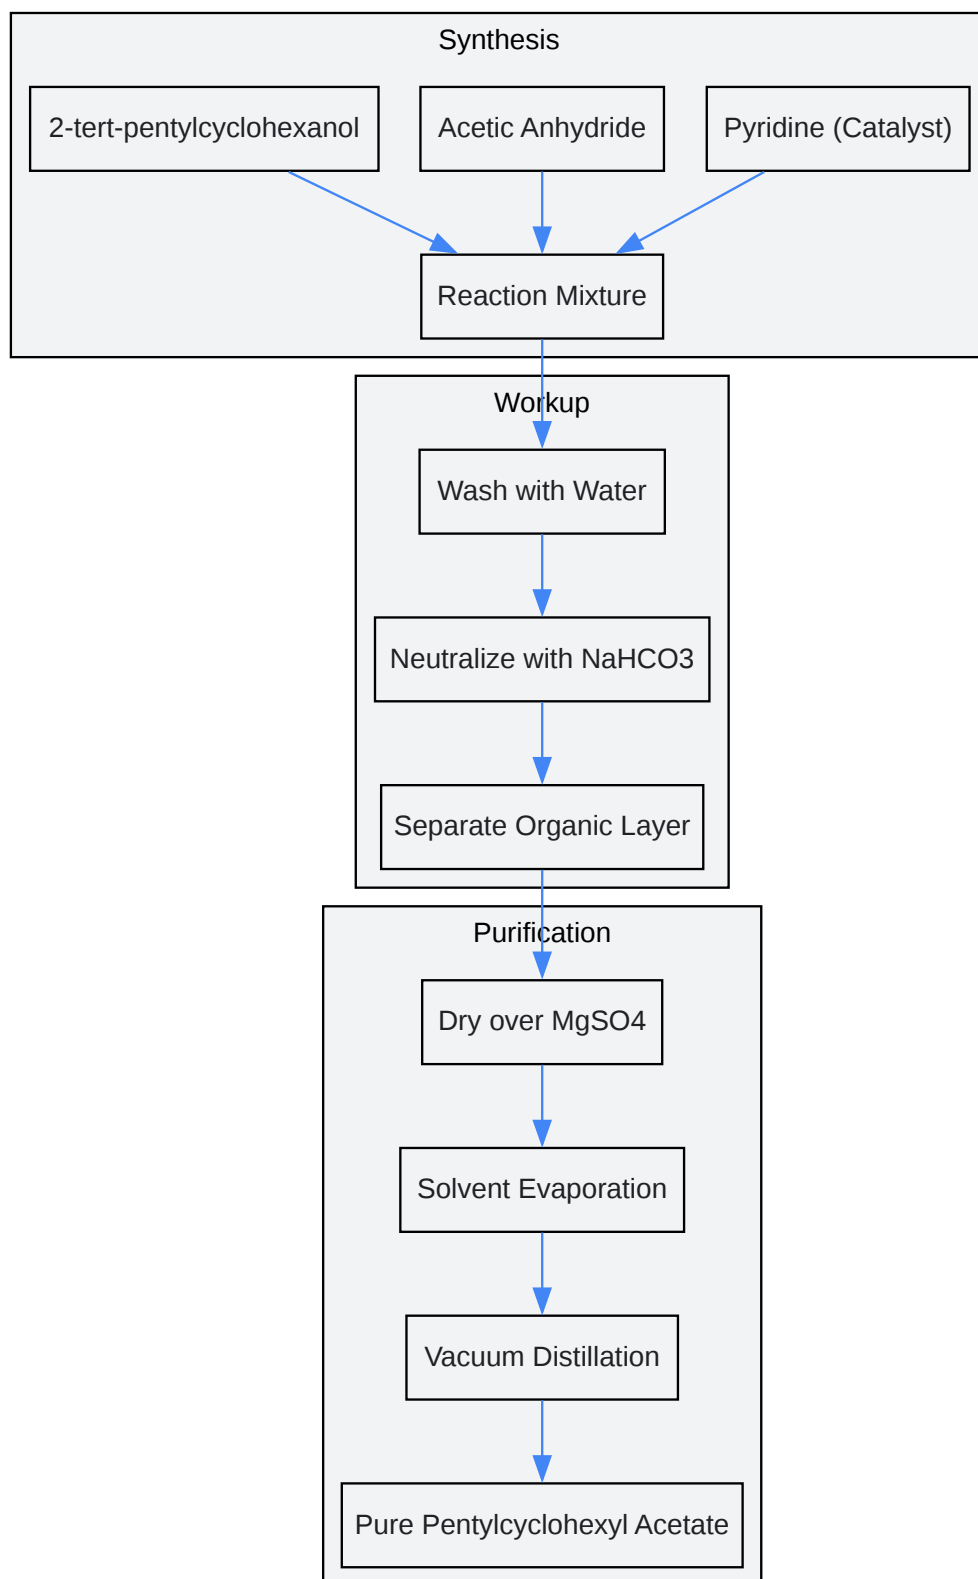 Synthesis
2-tert-pentylcyclohexanol
Acetic Anhydride
Pyridine (Catalyst)
Reaction Mixture
Workup
Wash with Water
Neutralize with NaHCO3
Separate Organic Layer
Purification
Dry over MgSO4
Solvent Evaporation
Vacuum Distillation
Pure Pentylcyclohexyl Acetate